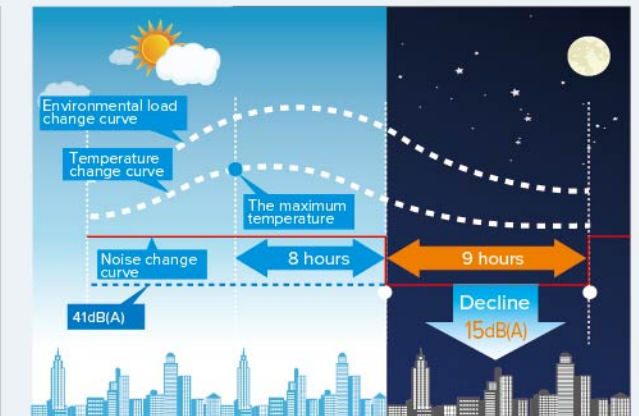 Environmental load
change curve
Temperature
change curve
The maximum
temperature
Noise change
curve
8 hours
9 hours
41dB(A)
Decline
15dB(A)